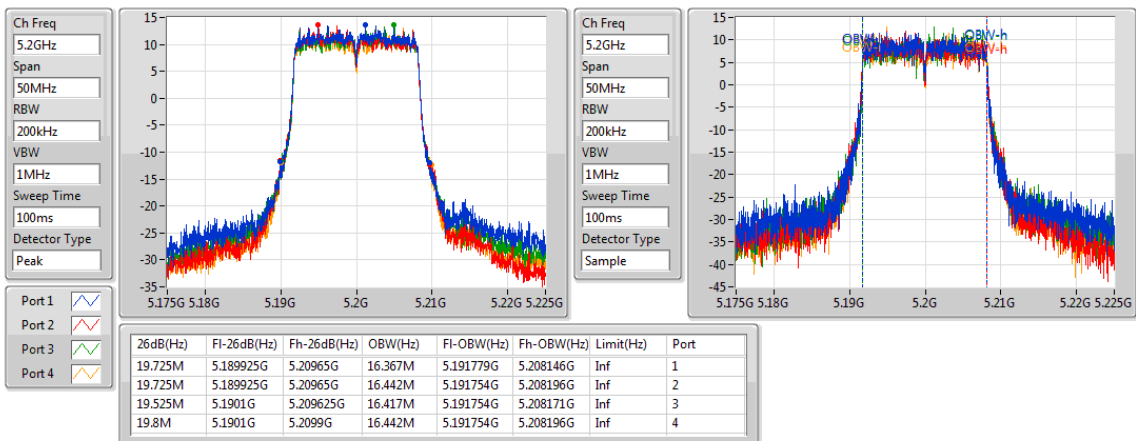 Ch Freq
5.2GHz
Span
50MHz
RBW
200kHz
VBW
1MHz
Sweep Time
100ms
Detector Type
Peak
15
10
5
0
-5
-10
-15
-20
-25
-30
-35
5.175G 5.18G 5.19G 5.2G 5.21G 5.22G 5.225G
Ch Freq
5.2GHz
Span
50MHz
RBW
200kHz
VBW
1MHz
Sweep Time
100ms
Detector Type
Sample
15
10
5
0
-5
-10
-15
-20
-25
-30
-35
-40
-45
OBW-h
OBW-h
5.175G 5.18G 5.19G 5.2G 5.21G 5.22G 5.225G
Port 1
Port 2
Port 3
Port 4
26dB(Hz) Fl-26dB(Hz) Fh-26dB(Hz) OBW(Hz) Fl-OBW(Hz) Fh-OBW(Hz) Limit(Hz) Port
19.725M 5.189925G 5.20965G 16.367M 5.191779G 5.208146G Inf 1
19.725M 5.189925G 5.20965G 16.442M 5.191754G 5.208196G Inf 2
19.525M 5.1901G 5.209625G 16.417M 5.191754G 5.208171G Inf 3
19.8M 5.1901G 5.2099G 16.442M 5.191754G 5.208196G Inf 4